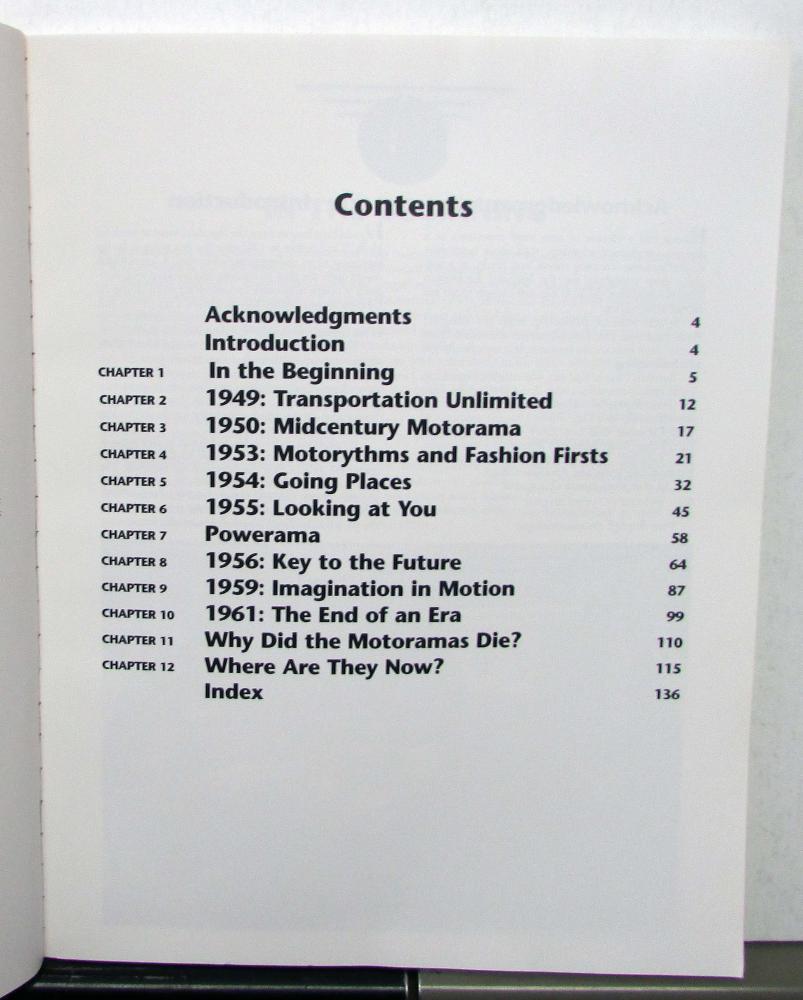 Contents
Acknowledgments 4
Introduction 4
CHAPTER 1 In the Beginning 5
CHAPTER 2 1949: Transportation Unlimited 12
CHAPTER 3 1950: Midcentury Motorama 17
CHAPTER 4 1953: Motorythms and Fashion Firsts 21
CHAPTER 5 1954: Going Places 32
CHAPTER 6 1955: Looking at You 45
CHAPTER 7 Powerama 58
CHAPTER 8 1956: Key to the Future 64
CHAPTER 9 1959: Imagination in Motion 87
CHAPTER 10 1961: The End of an Era 99
CHAPTER 11 Why Did the Motoramas Die? 110
CHAPTER 12 Where Are They Now? 115
Index 136